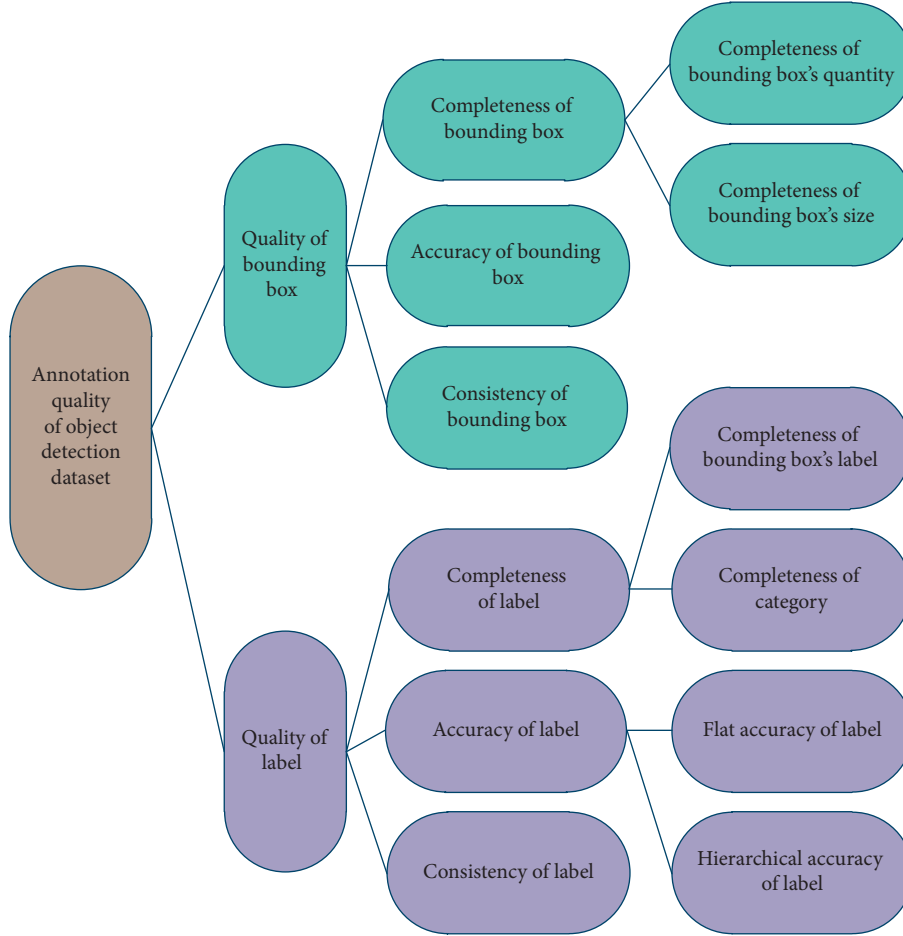 Annotation
quality
of object
detection
dataset
Quality of
bounding
box
Completeness of
bounding box
Completeness of
bounding box's quantity
Completeness of
bounding box's size
Accuracy of bounding
box
Consistency of
bounding box
Quality of
label
Completeness
of label
Completeness of
bounding box's label
Completeness of
category
Accuracy of label
Flat accuracy of label
Hierarchical accuracy
of label
Consistency of label